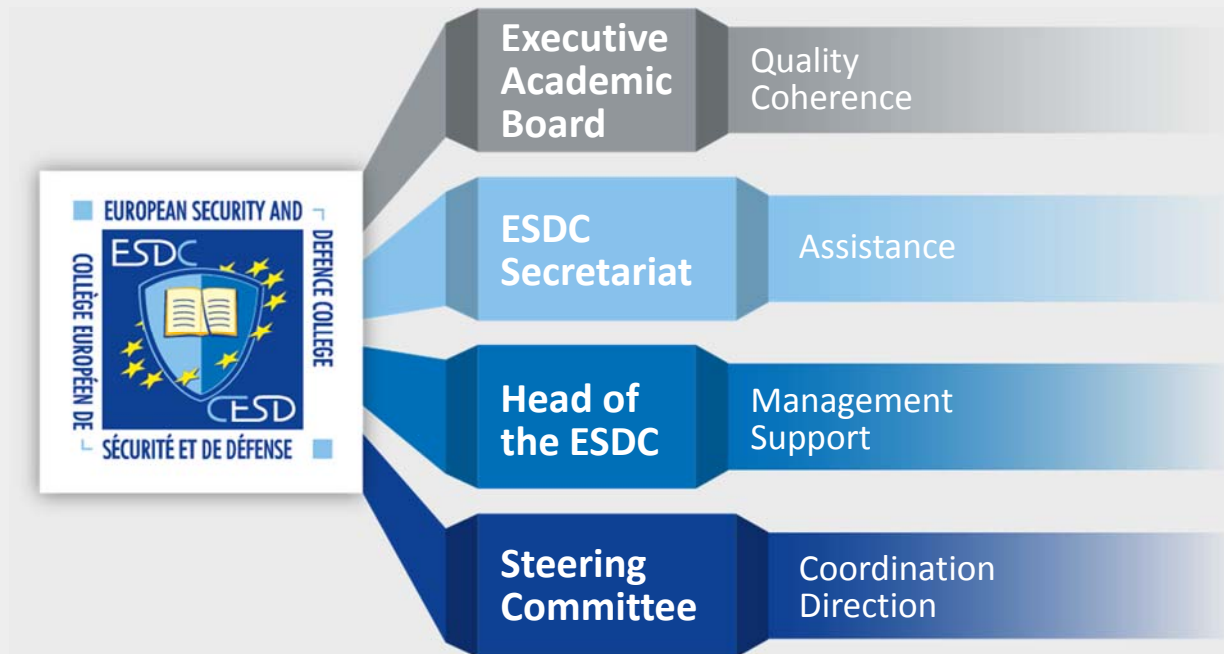 EUROPEAN SECURITY AND
DEFENCE COLLEGE
COLLÈGE EUROPÉEN DE
SÉCURITÉ ET DE DÉFENSE
ESDC
CESD
Executive
Academic
Board
Quality
Coherence
ESDC
Secretariat
Assistance
Head of
the ESDC
Management
Support
Steering
Committee
Coordination
Direction